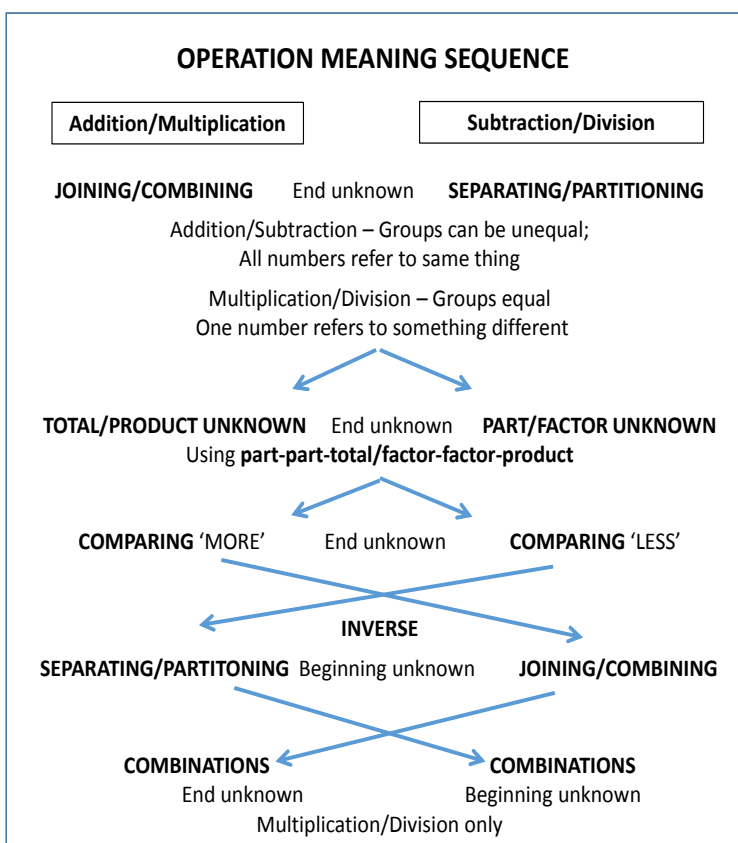 OPERATION MEANING SEQUENCE
Addition/Multiplication Subtraction/Division
JOINING/COMBINING End unknown SEPARATING/PARTITIONING
Addition/Subtraction – Groups can be unequal;
All numbers refer to same thing
Multiplication/Division – Groups equal
One number refers to something different
TOTAL/PRODUCT UNKNOWN End unknown PART/FACTOR UNKNOWN
Using part-part-total/factor-factor-product
COMPARING ‘MORE’ End unknown COMPARING ‘LESS’
INVERSE
SEPARATING/PARTITONING Beginning unknown JOINING/COMBINING
COMBINATIONS COMBINATIONS
End unknown Beginning unknown
Multiplication/Division only